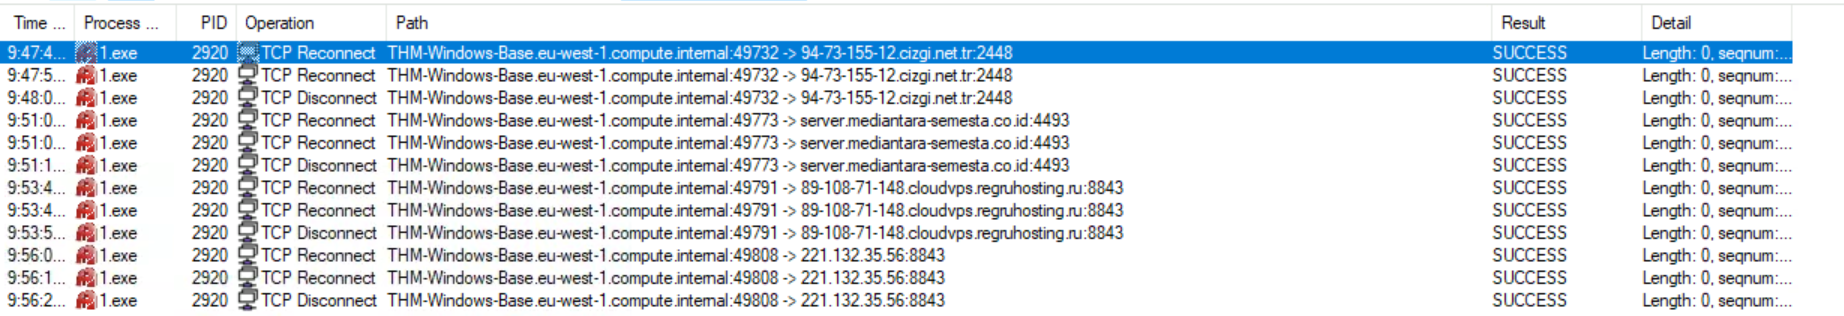 Time ... Process ... PID Operation Path Result Detail
9:47:4... 1.exe 2920 TCP Reconnect THM-Windows-Base.eu-west-1.compute.internal:49732 -> 94-73-155-12.cizgi.net.tr:2448 SUCCESS Length: 0, seqnum:...
9:47:5... 1.exe 2920 TCP Reconnect THM-Windows-Base.eu-west-1.compute.internal:49732 -> 94-73-155-12.cizgi.net.tr:2448 SUCCESS Length: 0, seqnum:...
9:48:0... 1.exe 2920 TCP Disconnect THM-Windows-Base.eu-west-1.compute.internal:49732 -> 94-73-155-12.cizgi.net.tr:2448 SUCCESS Length: 0, seqnum:...
9:51:0... 1.exe 2920 TCP Reconnect THM-Windows-Base.eu-west-1.compute.internal:49773 -> server.mediantara-semesta.co.id:4493 SUCCESS Length: 0, seqnum:...
9:51:0... 1.exe 2920 TCP Reconnect THM-Windows-Base.eu-west-1.compute.internal:49773 -> server.mediantara-semesta.co.id:4493 SUCCESS Length: 0, seqnum:...
9:51:1... 1.exe 2920 TCP Disconnect THM-Windows-Base.eu-west-1.compute.internal:49773 -> server.mediantara-semesta.co.id:4493 SUCCESS Length: 0, seqnum:...
9:53:4... 1.exe 2920 TCP Reconnect THM-Windows-Base.eu-west-1.compute.internal:49791 -> 89-108-71-148.cloudvps.regruhosting.ru:8843 SUCCESS Length: 0, seqnum:...
9:53:4... 1.exe 2920 TCP Reconnect THM-Windows-Base.eu-west-1.compute.internal:49791 -> 89-108-71-148.cloudvps.regruhosting.ru:8843 SUCCESS Length: 0, seqnum:...
9:53:5... 1.exe 2920 TCP Disconnect THM-Windows-Base.eu-west-1.compute.internal:49791 -> 89-108-71-148.cloudvps.regruhosting.ru:8843 SUCCESS Length: 0, seqnum:...
9:56:0... 1.exe 2920 TCP Reconnect THM-Windows-Base.eu-west-1.compute.internal:49808 -> 221.132.35.56:8843 SUCCESS Length: 0, seqnum:...
9:56:1... 1.exe 2920 TCP Reconnect THM-Windows-Base.eu-west-1.compute.internal:49808 -> 221.132.35.56:8843 SUCCESS Length: 0, seqnum:...
9:56:2... 1.exe 2920 TCP Disconnect THM-Windows-Base.eu-west-1.compute.internal:49808 -> 221.132.35.56:8843 SUCCESS Length: 0, seqnum:...